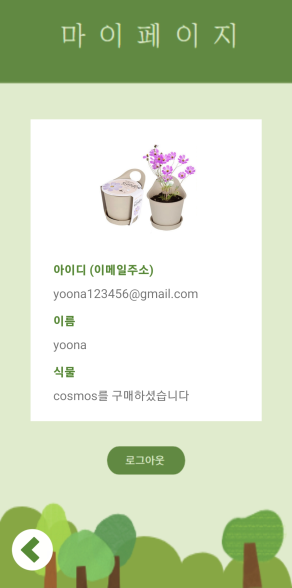 마이페이지
아이디 (이메일주소)
yoona123456@gmail.com
이름
yoona
식물
cosmos를 구매하셨습니다
로그아웃